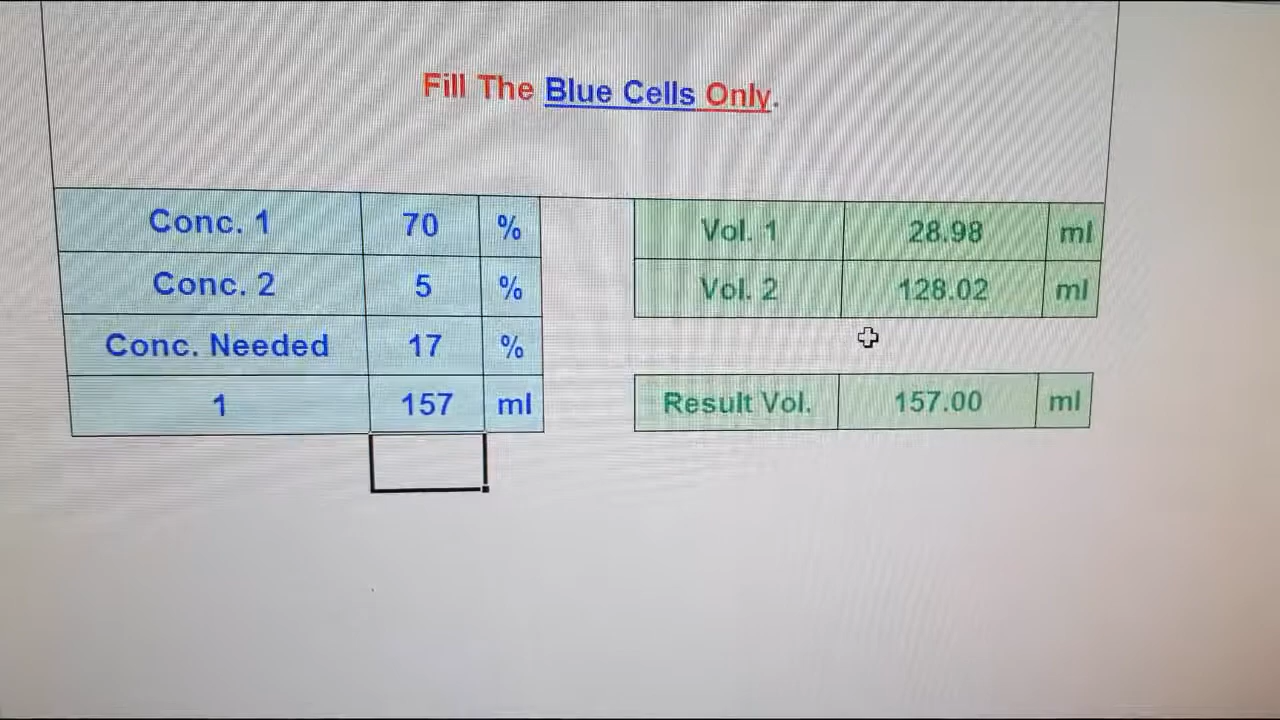 Fill The Blue Cells Only.
Conc. 1 70 % Vol. 1 28.98 ml
Conc. 2 5 % Vol. 2 128.02 ml
Conc. Needed 17 %
1 157 ml Result Vol. 157.00 ml